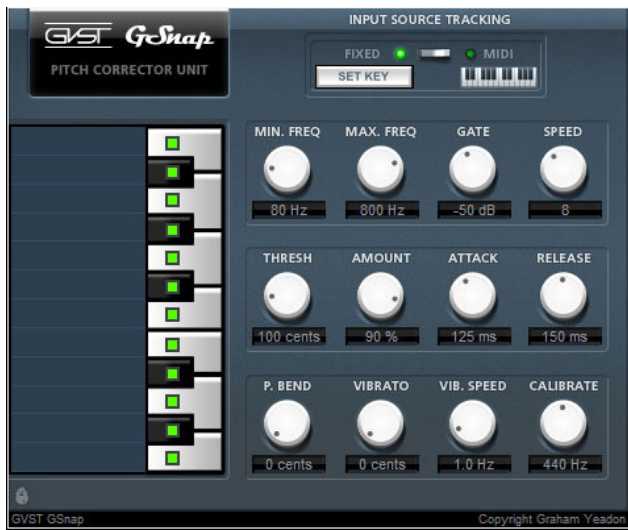 GVST GSnap
PITCH CORRECTOR UNIT
INPUT SOURCE TRACKING
FIXED MIDI
SET KEY
MIN. FREQ MAX. FREQ GATE SPEED
80 Hz 800 Hz -50 dB 8
THRESH AMOUNT ATTACK RELEASE
100 cents 90 % 125 ms 150 ms
P. BEND VIBRATO VIB. SPEED CALIBRATE
0 cents 0 cents 1.0 Hz 440 Hz
GVST GSnap Copyright Graham Yeadon